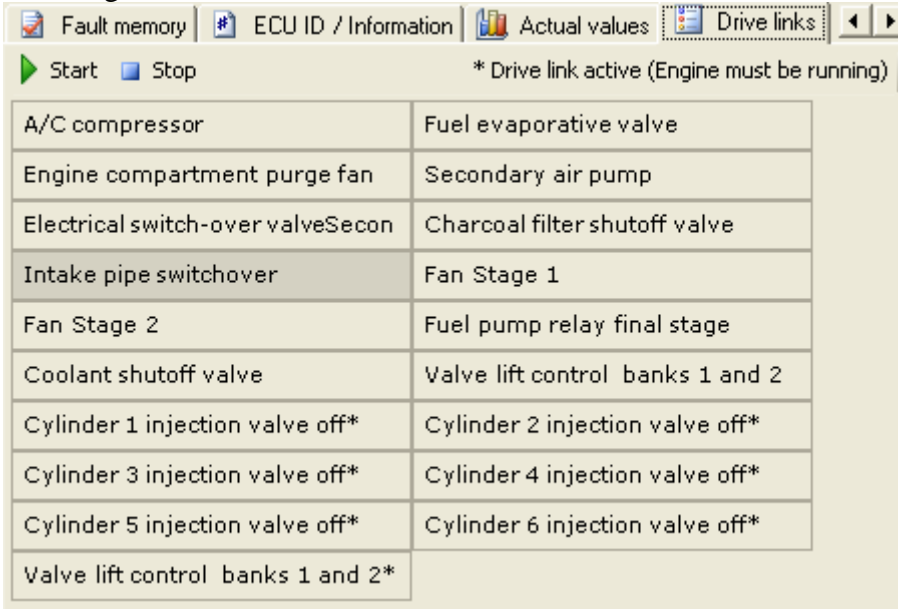 Fault memory ECU ID / Information Actual values Drive links
Start Stop * Drive link active (Engine must be running)
A/C compressor Fuel evaporative valve
Engine compartment purge fan Secondary air pump
Electrical switch-over valveSecon Charcoal filter shutoff valve
Intake pipe switchover Fan Stage 1
Fan Stage 2 Fuel pump relay final stage
Coolant shutoff valve Valve lift control banks 1 and 2
Cylinder 1 injection valve off* Cylinder 2 injection valve off*
Cylinder 3 injection valve off* Cylinder 4 injection valve off*
Cylinder 5 injection valve off* Cylinder 6 injection valve off*
Valve lift control banks 1 and 2*